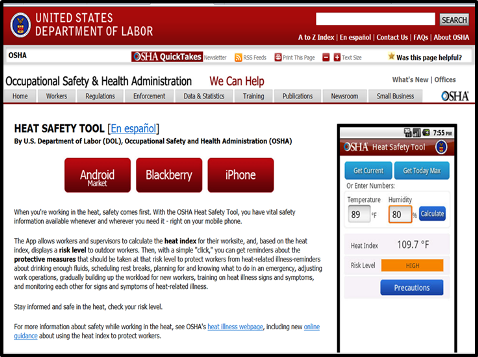 UNITED STATES
DEPARTMENT OF LABOR
SEARCH
A to Z Index | En español | Contact Us | FAQs | About OSHA
OSHA
OSHA QuickTakes Newsletter RSS Feeds Print This Page Text Size Was this page helpful?
Occupational Safety & Health Administration We Can Help
What's New | Offices
Home Workers Regulations Enforcement Data & Statistics Training Publications Newsroom Small Business OSHA
HEAT SAFETY TOOL [En español]
By U.S. Department of Labor (DOL), Occupational Safety and Health Administration (OSHA)
Android
Market
Blackberry
iPhone
When you're working in the heat, safety comes first. With the OSHA Heat Safety Tool, you have vital safety
information available whenever and wherever you need it - right on your mobile phone.
The App allows workers and supervisors to calculate the heat index for their worksite, and, based on the heat
index, displays a risk level to outdoor workers. Then, with a simple "click," you can get reminders about the
protective measures that should be taken at that risk level to protect workers from heat-related illness-reminders
about drinking enough fluids, scheduling rest breaks, planning for and knowing what to do in an emergency, adjusting
work operations, gradually building up the workload for new workers, training on heat illness signs and symptoms,
and monitoring each other for signs and symptoms of heat-related illness.
Stay informed and safe in the heat, check your risk level.
For more information about safety while working in the heat, see OSHA's heat illness webpage, including new online
guidance about using the heat index to protect workers.
7:55 PM
OSHA Heat Safety Tool
Get Current
Get Today Max
Or Enter Numbers:
Temperature Humidity
89 °F 80 % Calculate
Heat Index 109.7 °F
Risk Level HIGH
Precautions